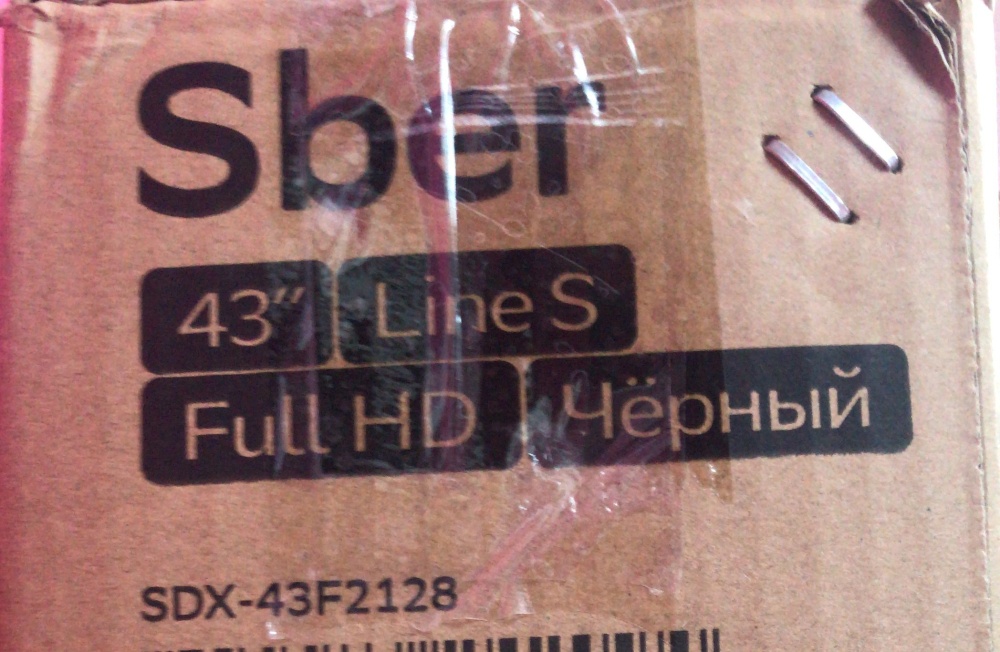 Sber
43” Line S
Full HD Чёрный
SDX-43F2128